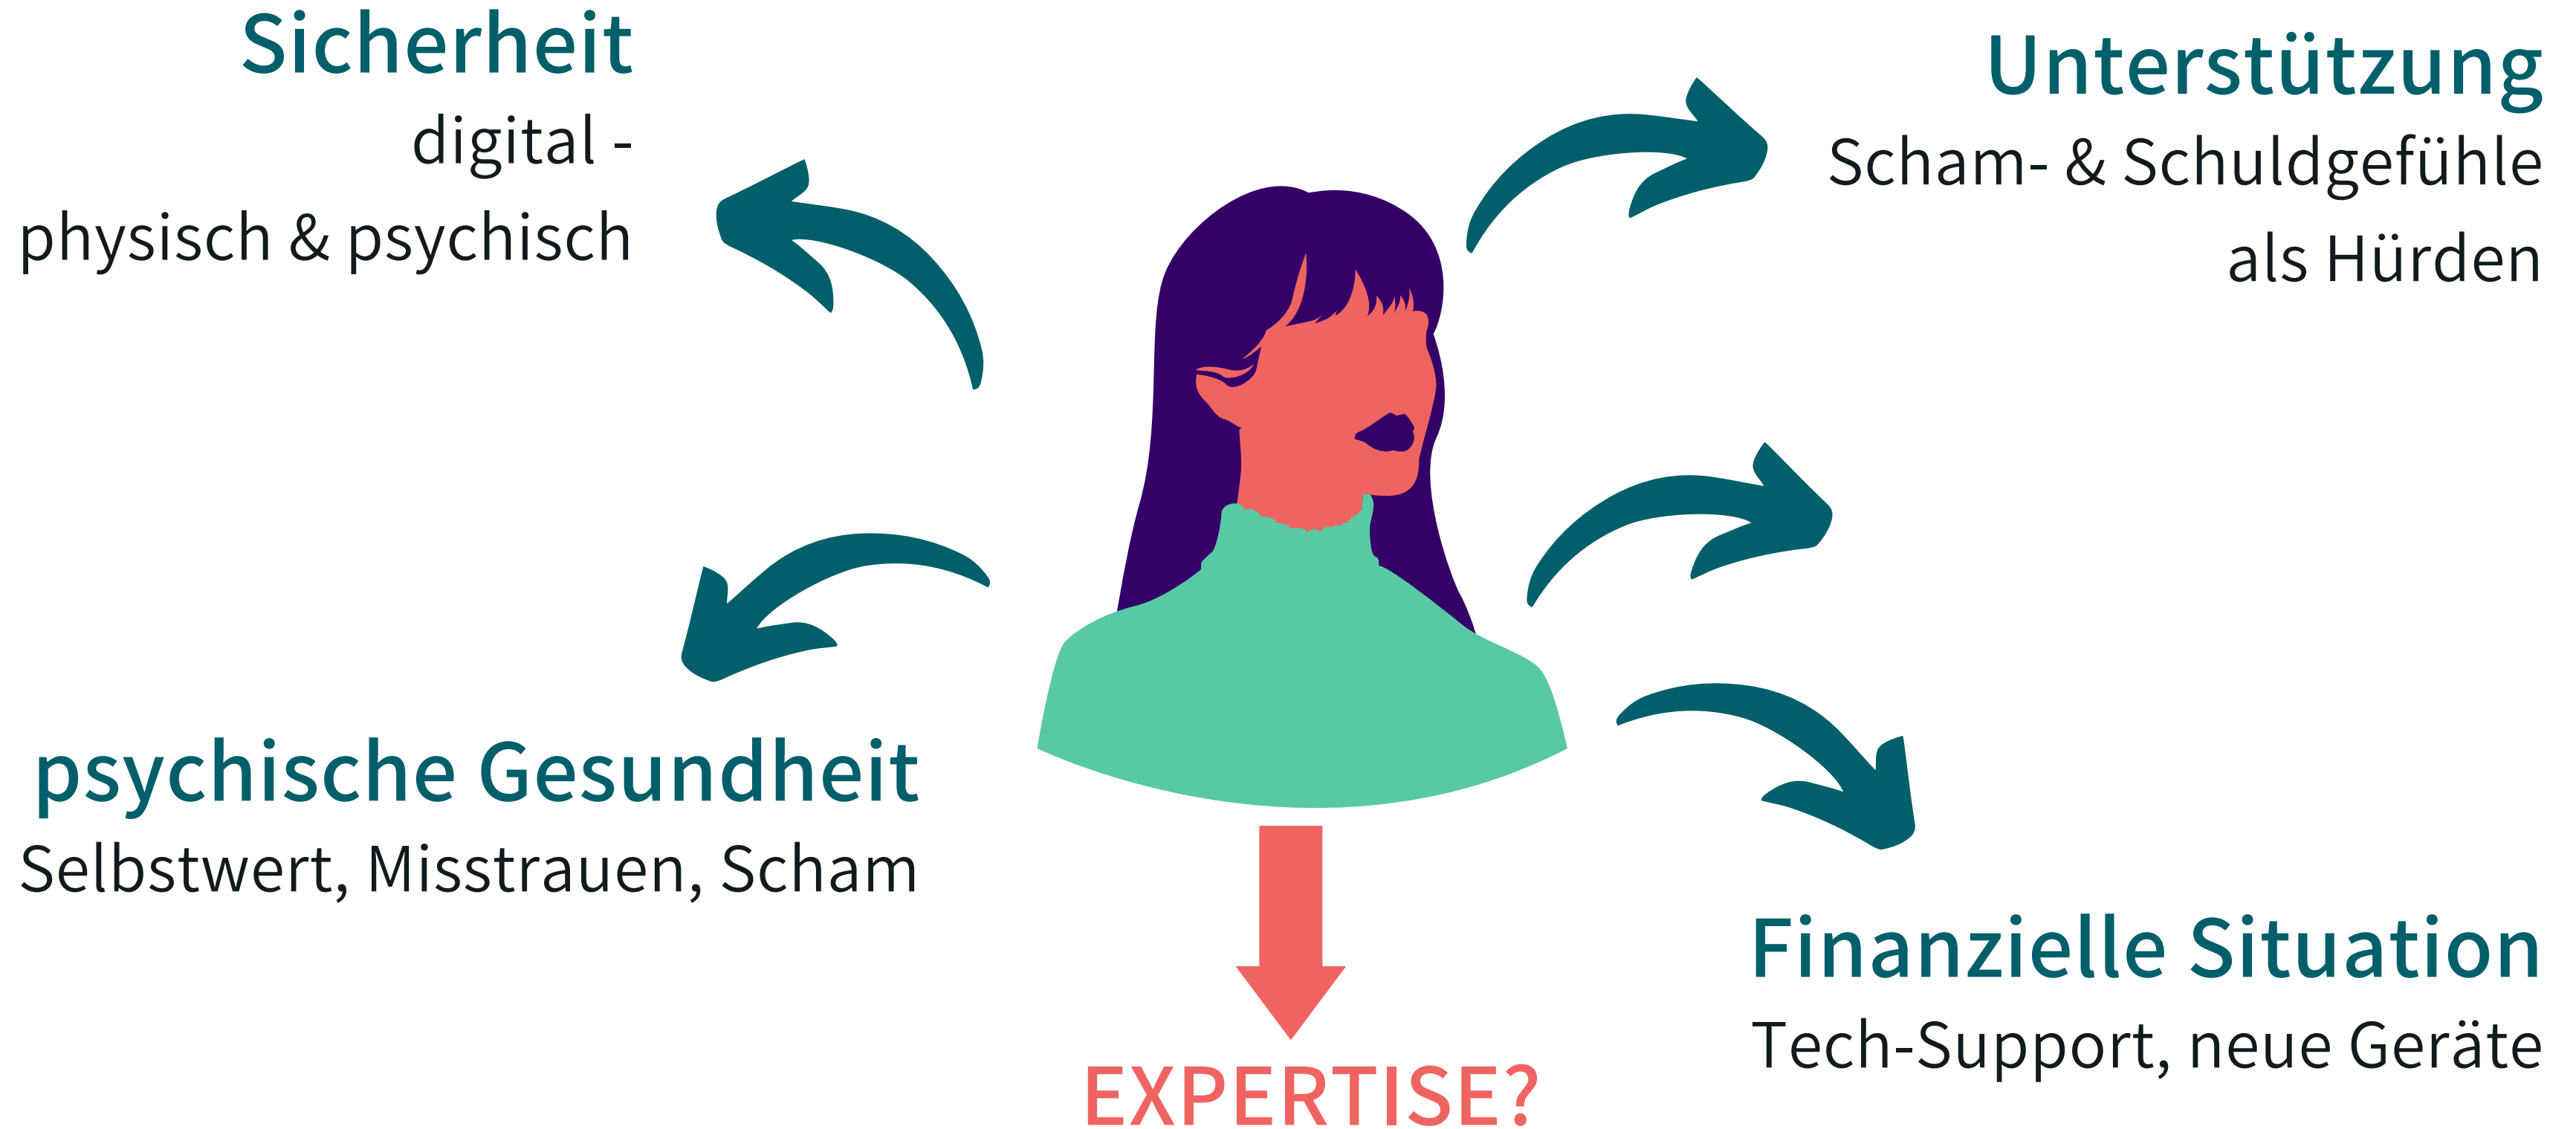 Sicherheit
digital -
physisch & psychisch
Unterstützung
Scham- & Schuldgefühle
als Hürden
psychische Gesundheit
Selbstwert, Misstrauen, Scham
Finanzielle Situation
Tech-Support, neue Geräte
EXPERTISE?